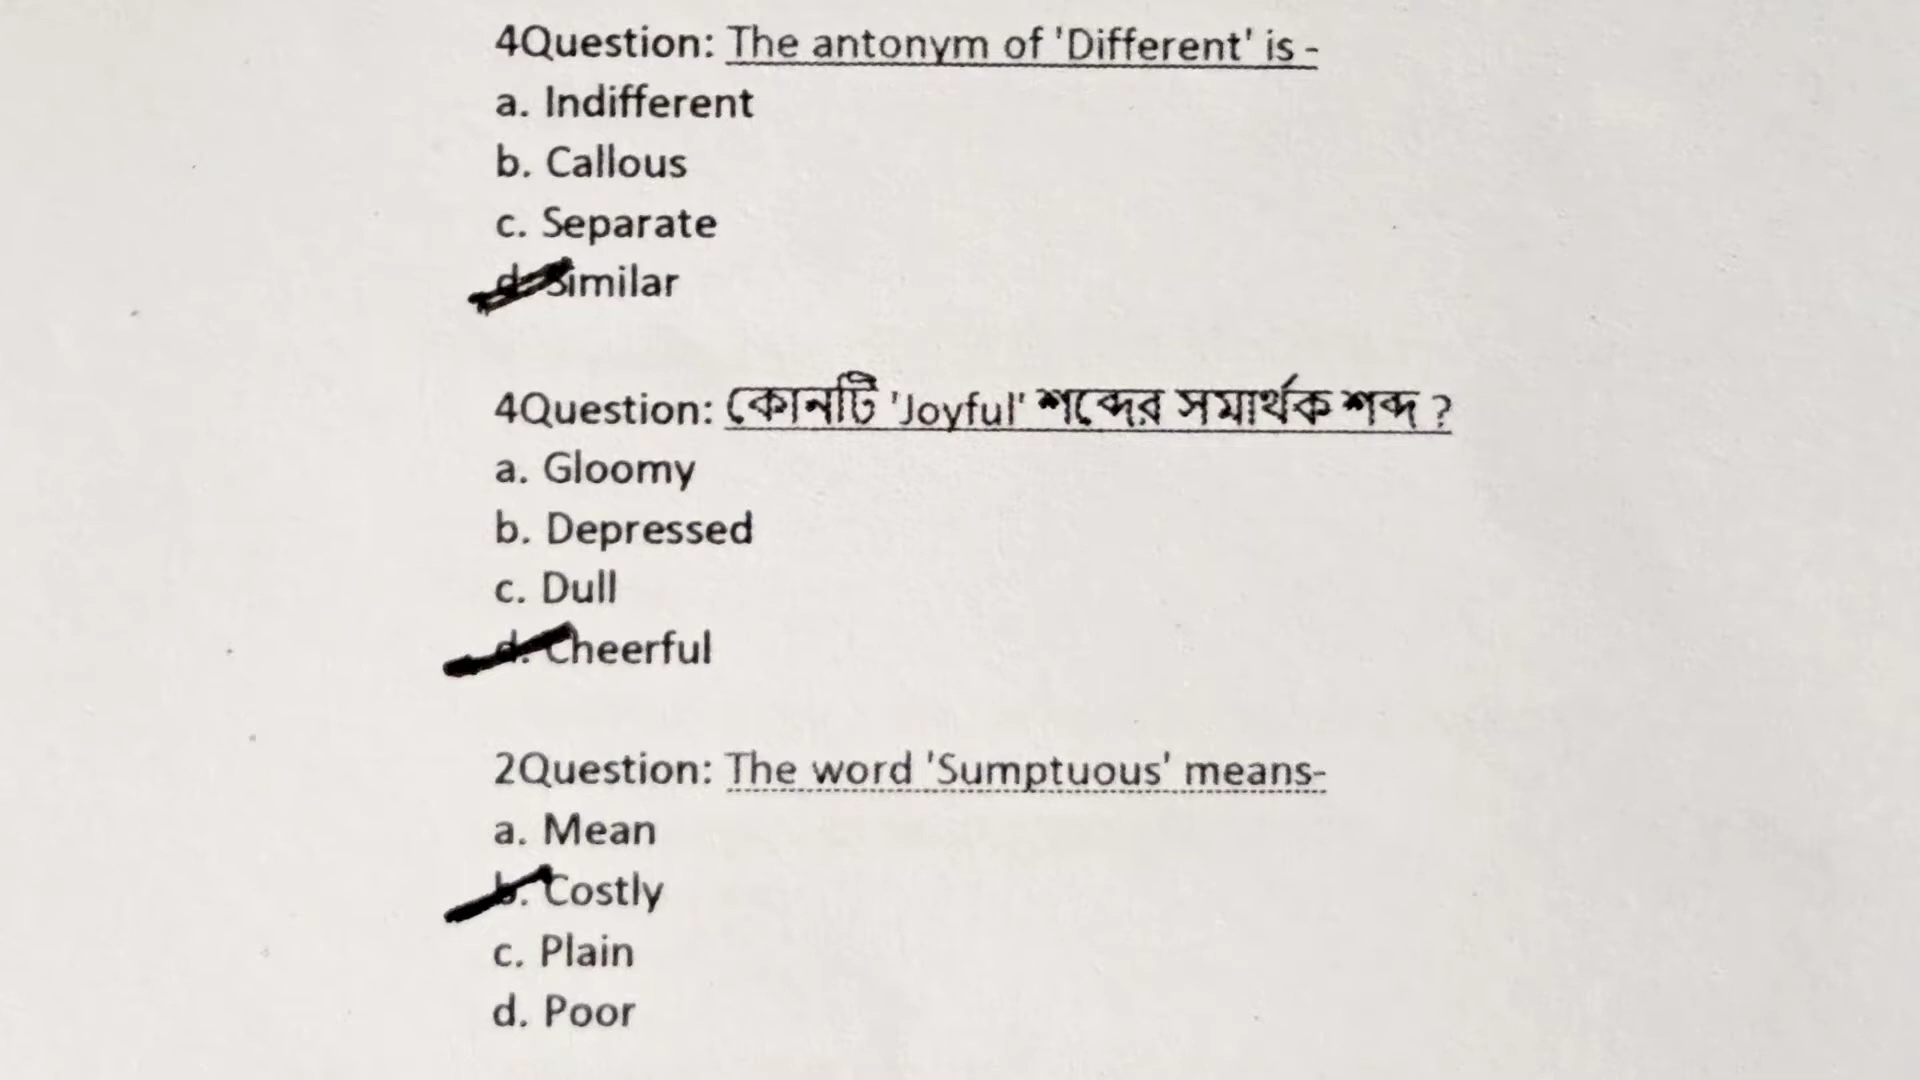 4Question: The antonym of 'Different' is -
a. Indifferent
b. Callous
c. Separate
d. Similar
4Question: কোনটি 'Joyful' শব্দের সমার্থক শব্দ ?
a. Gloomy
b. Depressed
c. Dull
d. Cheerful
2Question: The word 'Sumptuous' means-
a. Mean
b. Costly
c. Plain
d. Poor